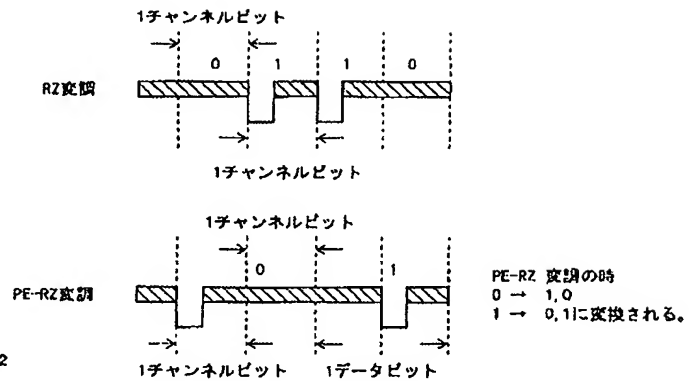 1チャンネルビット
0 1 1 0
RZ変調
1チャンネルビット
1チャンネルビット
0 1
PE-RZ変調
PE-RZ 変調の時
0 → 1,0
1 → 0,1に変換される。
2
1チャンネルビット 1データビット